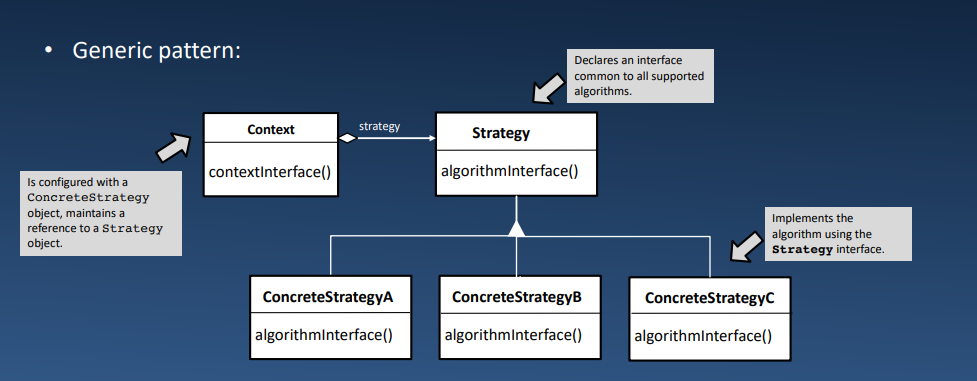 • Generic pattern:
Declares an interface
common to all supported
algorithms.
Context
contextInterface()
strategy
Strategy
algorithmInterface()
Is configured with a
ConcreteStrategy
object, maintains a
reference to a Strategy
object.
Implements the
algorithm using the
Strategy interface.
ConcreteStrategyA
algorithmInterface()
ConcreteStrategyB
algorithmInterface()
ConcreteStrategyC
algorithmInterface()